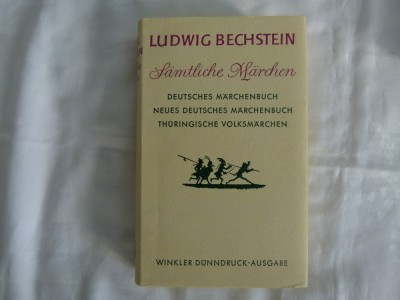 LUDWIG BECHSTEIN
Sämtliche Märchen
DEUTSCHES MÄRCHENBUCH
NEUES DEUTSCHES MÄRCHENBUCH
THÜRINGISCHE VOLKSMÄRCHEN
WINKLER DÜNNDRUCK-AUSGABE